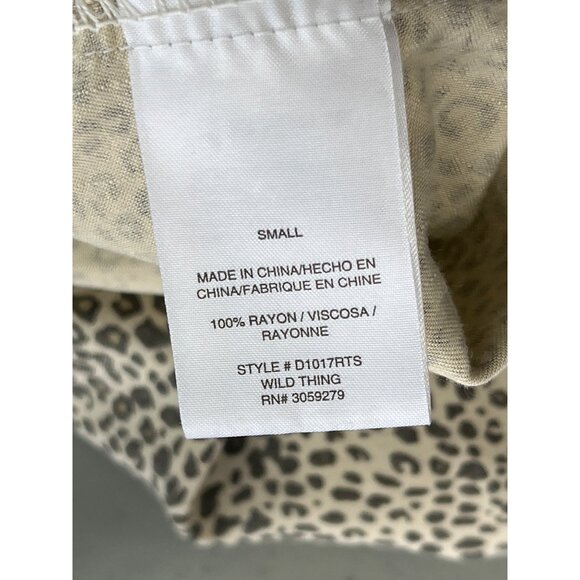 SMALL
MADE IN CHINA/HECHO EN
CHINA/FABRIQUE EN CHINE
100% RAYON / VISCOSA /
RAYONNE
STYLE # D1017RTS
WILD THING
RN# 3059279